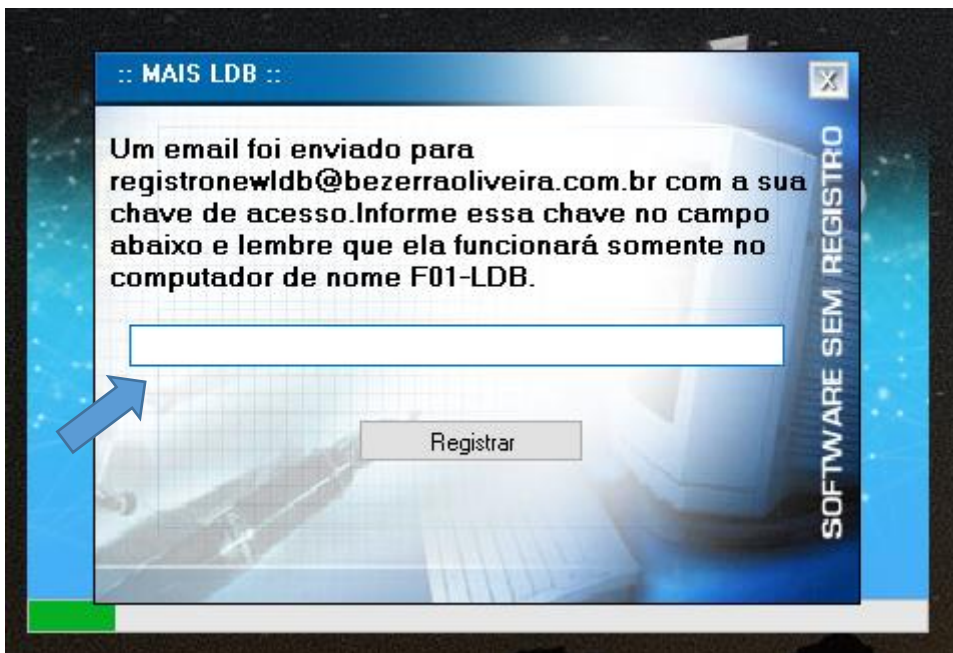 :: MAIS LDB ::
X
Um email foi enviado para
registronewldb@bezerraoliveira.com.br com a sua
chave de acesso.Informe essa chave no campo
abaixo e lembre que ela funcionará somente no
computador de nome F01-LDB.
Registrar
SOFTWARE SEM REGISTRO